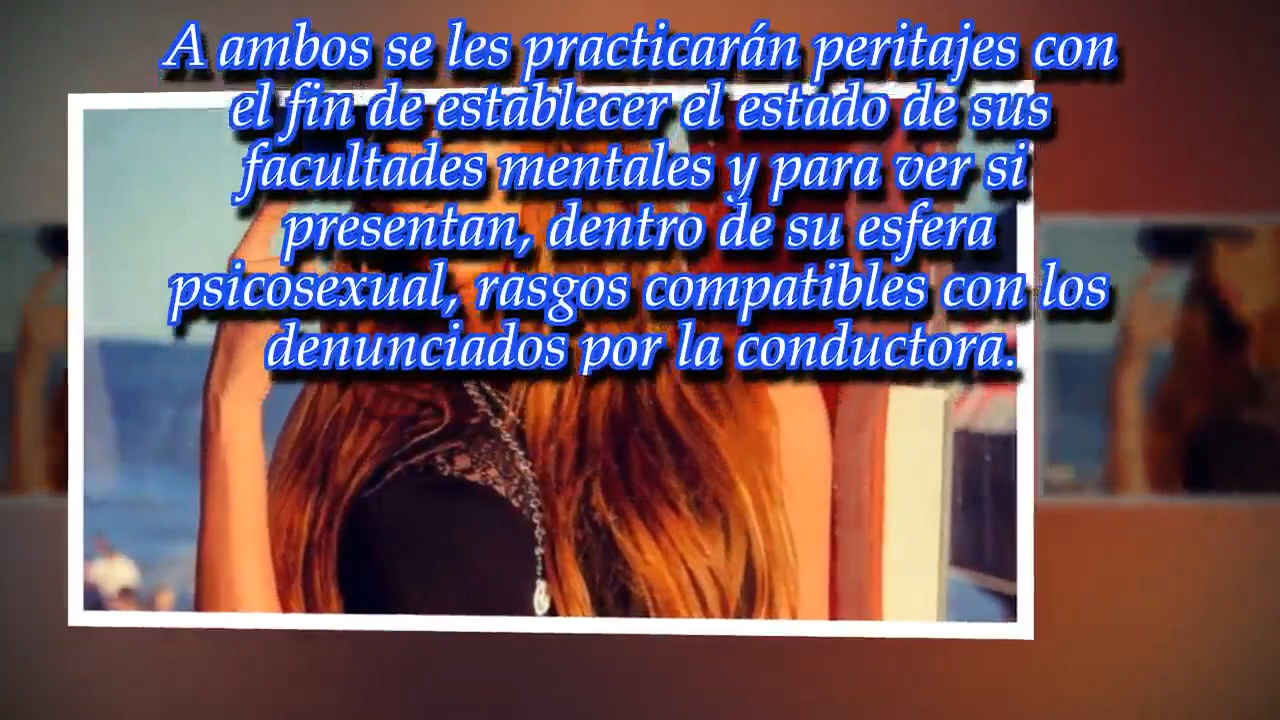 A ambos se les practicarán peritajes con
el fin de establecer el estado de sus
facultades mentales y para ver si
presentan, dentro de su esfera
psicosexual, rasgos compatibles con los
denunciados por la conductora.